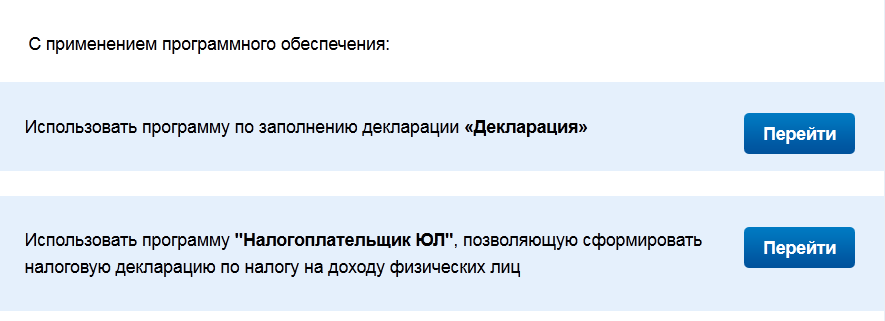 С применением программного обеспечения:
Использовать программу по заполнению декларации «Декларация»
Перейти
Использовать программу "Налогоплательщик ЮЛ", позволяющую сформировать
налоговую декларацию по налогу на доходу физических лиц
Перейти